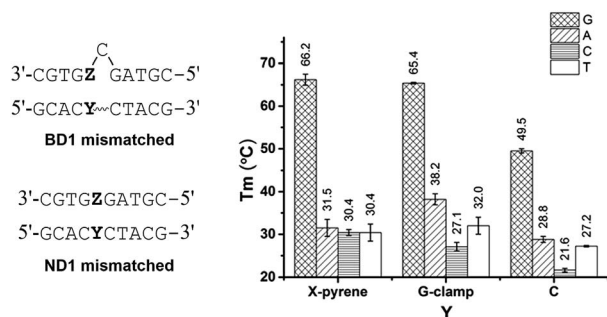 C
3'-CGTGZ GATGC-5'
5'-GCACY CTACG-3'
BD1 mismatched
3'-CGTGZGATGC-5'
5'-GCACYCTACG-3'
ND1 mismatched
Tm (°C)
70
60
50
40
30
20
66.2
31.5
30.4
30.4
65.4
38.2
27.1
32.0
49.5
28.8
21.6
27.2
G
A
C
T
X-pyrene
G-clamp
C
Y